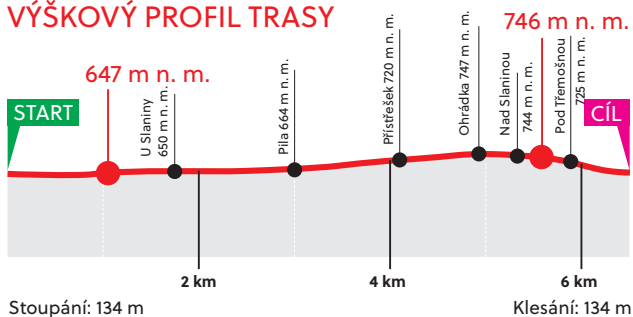 VÝŠKOVÝ PROFIL TRASY
647 m n. m.
746 m n. m.
START
U Slaniny
650 m n. m.
Pila 664 m n. m.
Přístřešek 720 m n. m.
Ohrádka 747 m n. m.
Nad Slaninou
744 m n. m.
Pod Třemošnou
725 m n. m.
CÍL
2 km
4 km
6 km
Stoupání: 134 m
Klesání: 134 m